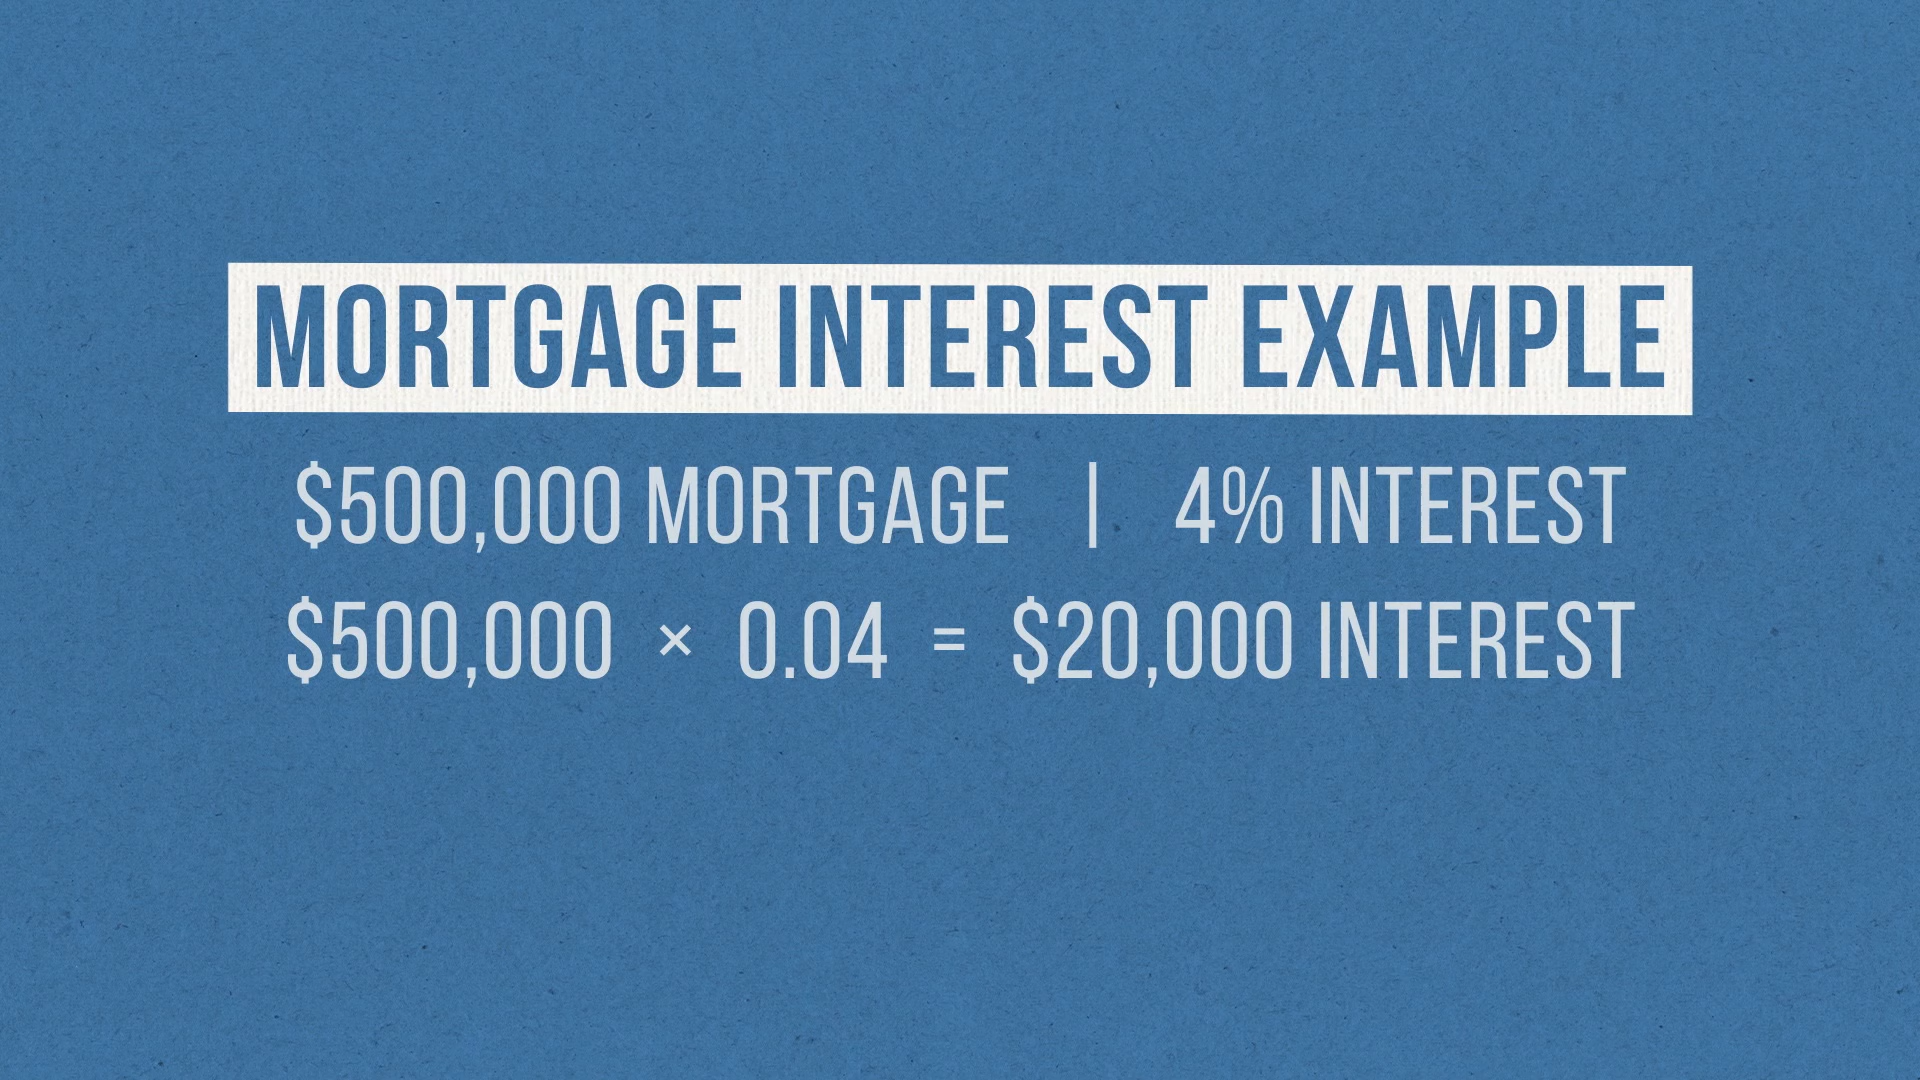 MORTGAGE INTEREST EXAMPLE
$500,000 MORTGAGE | 4% INTEREST
$500,000 × 0.04 = $20,000 INTEREST